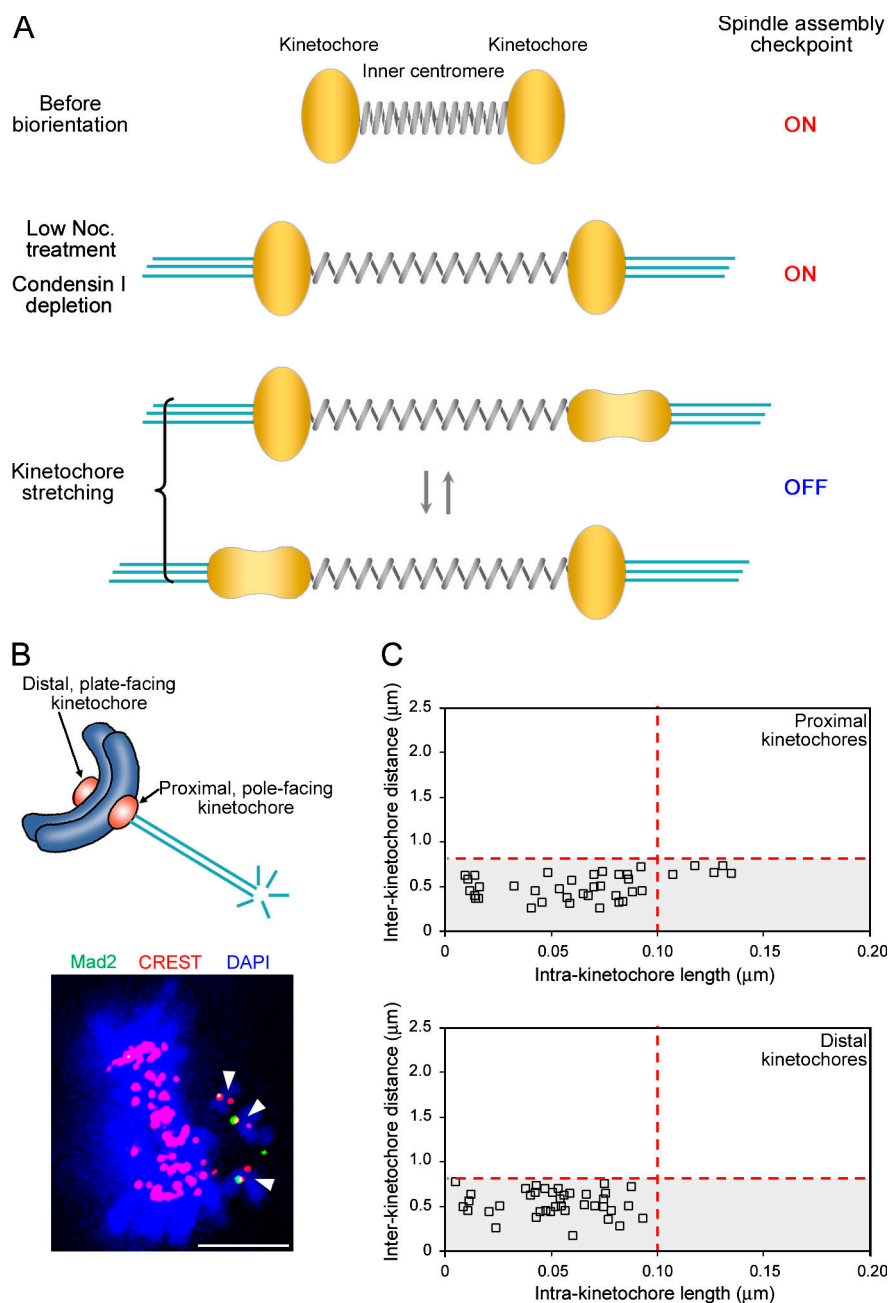 A
Kinetochore
Kinetochore
Inner centromere
Spindle assembly
checkpoint
Before
biorientation
ON
Low Noc.
treatment
Condensin I
depletion
ON
Kinetochore
stretching
OFF
B
Distal, plate-facing
kinetochore
Proximal, pole-facing
kinetochore
Mad2 CREST DAPI
C
Inter-kinetochore distance (μm)
2.5
2.0
1.5
1.0
0.5
0
Proximal
kinetochores
0 0.05 0.10 0.15 0.20
Intra-kinetochore length (μm)
Inter-kinetochore distance (μm)
2.5
2.0
1.5
1.0
0.5
0
Distal
kinetochores
0 0.05 0.10 0.15 0.20
Intra-kinetochore length (μm)